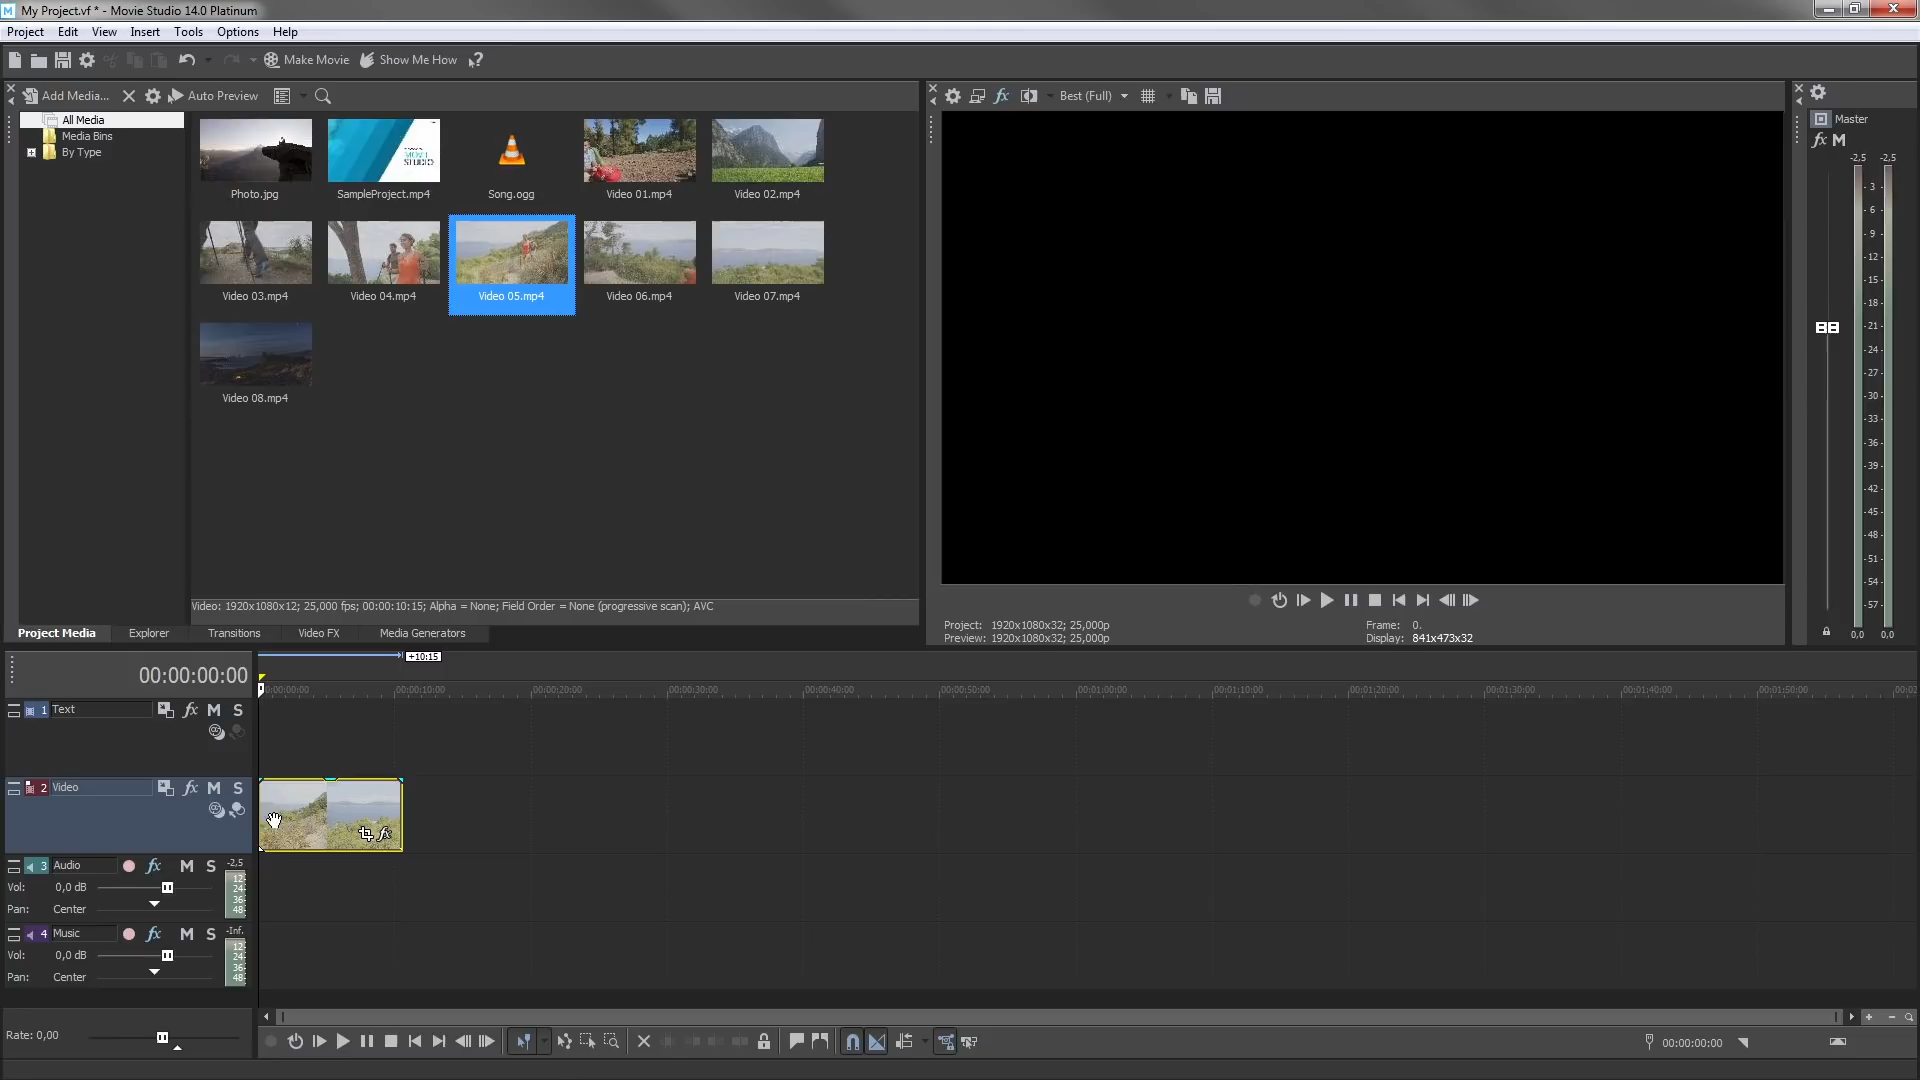 My Project.vf * - Movie Studio 14.0 Platinum
Project Edit View Insert Tools Options Help
Make Movie Show Me How
Add Media... Auto Preview
Best (Full)
All Media
Media Bins
By Type
Photo.jpg SampleProject.mp4 Song.ogg Video 01.mp4 Video 02.mp4
Video 03.mp4 Video 04.mp4 Video 05.mp4 Video 06.mp4 Video 07.mp4
Video 08.mp4
Video: 1920x1080x12; 25,000 fps; 00:00:10:15; Alpha = None; Field Order = None (progressive scan); AVC
Project Media Explorer Transitions Video FX Media Generators
Project: 1920x1080x32; 25,000p
Preview: 1920x1080x32; 25,000p
Frame: 0.
Display: 841x473x32
Master
fx M
-2,5 -2,5
- 3 -
- 6 -
- 9 -
-12-
-15-
-18-
-21-
-24-
-27-
-30-
-33-
-36-
-39-
-42-
-45-
-48-
-51-
-54-
-57-
0,0 0,0
+10:15
00:00:00:00
00:00:10:00 00:00:20:00 00:00:30:00 00:00:40:00 00:00:50:00 00:01:00:00 00:01:10:00 00:01:20:00 00:01:30:00 00:01:40:00 00:01:50:00
1 Text fx M S
2 Video fx M S
fx
3 Audio fx M S -2,5
Vol: 0,0 dB
Pan: Center
12
24
36
48
4 Music fx M S -Inf.
Vol: 0,0 dB
Pan: Center
12
24
36
48
Rate: 0,00
00:00:00:00